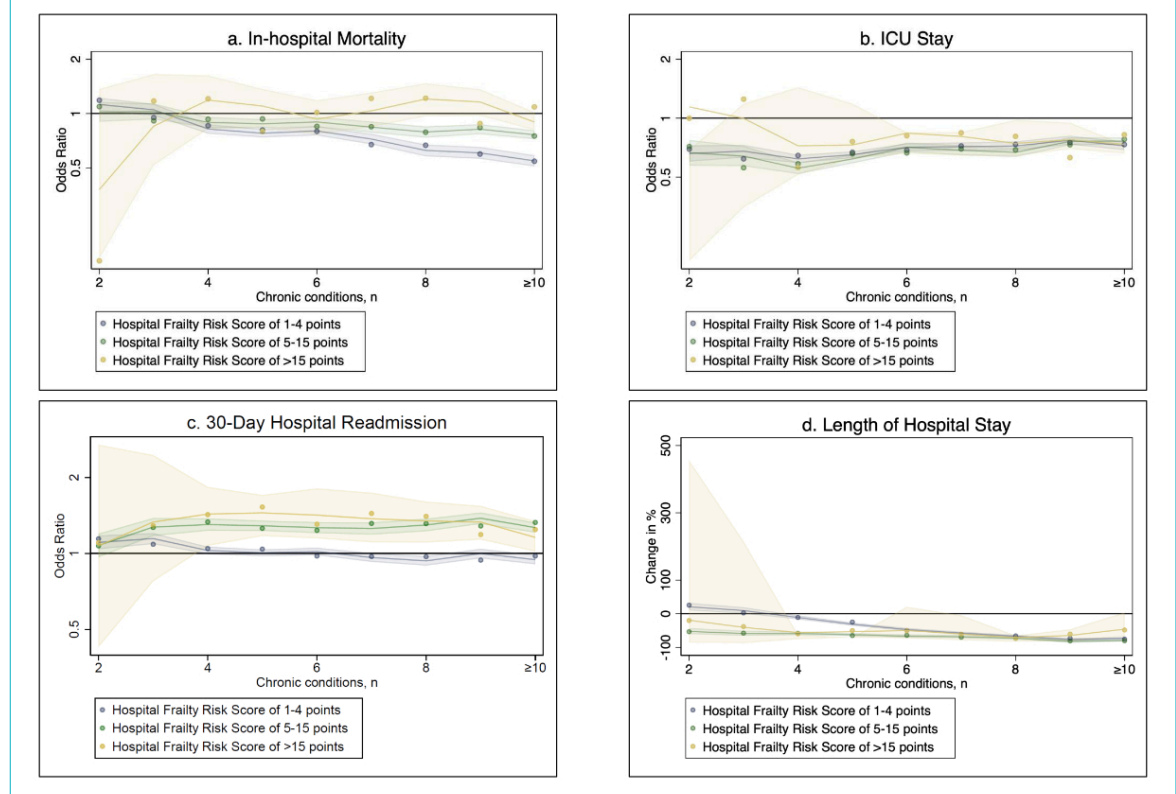 a. In-hospital Mortality
2
1
0.5
Odds Ratio
2
4
6
8
≥10
Chronic conditions, n
Hospital Frailty Risk Score of 1-4 points
Hospital Frailty Risk Score of 5-15 points
Hospital Frailty Risk Score of >15 points
b. ICU Stay
2
1
0.5
Odds Ratio
2
4
6
8
≥10
Chronic conditions, n
Hospital Frailty Risk Score of 1-4 points
Hospital Frailty Risk Score of 5-15 points
Hospital Frailty Risk Score of >15 points
c. 30-Day Hospital Readmission
2
1
0.5
Odds Ratio
2
4
6
8
≥10
Chronic conditions, n
Hospital Frailty Risk Score of 1-4 points
Hospital Frailty Risk Score of 5-15 points
Hospital Frailty Risk Score of >15 points
d. Length of Hospital Stay
500
300
100
0
-100
Change in %
2
4
6
8
≥10
Chronic conditions, n
Hospital Frailty Risk Score of 1-4 points
Hospital Frailty Risk Score of 5-15 points
Hospital Frailty Risk Score of >15 points